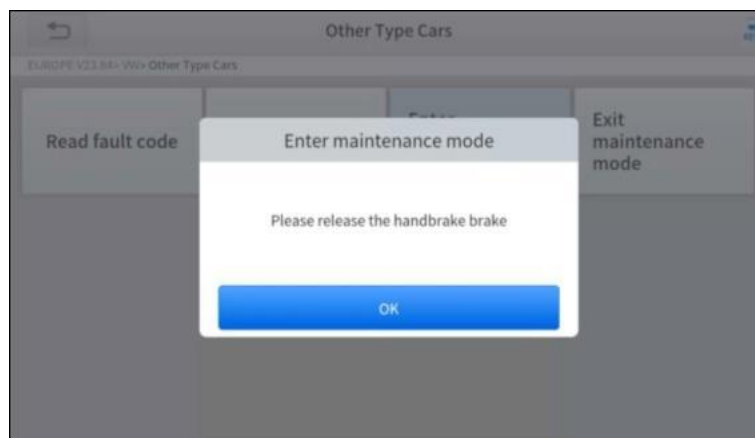 Other Type Cars
EUROPE V23.84> VW> Other Type Cars
Read fault code
Enter
Exit
maintenance
mode
Enter maintenance mode
Please release the handbrake brake
OK